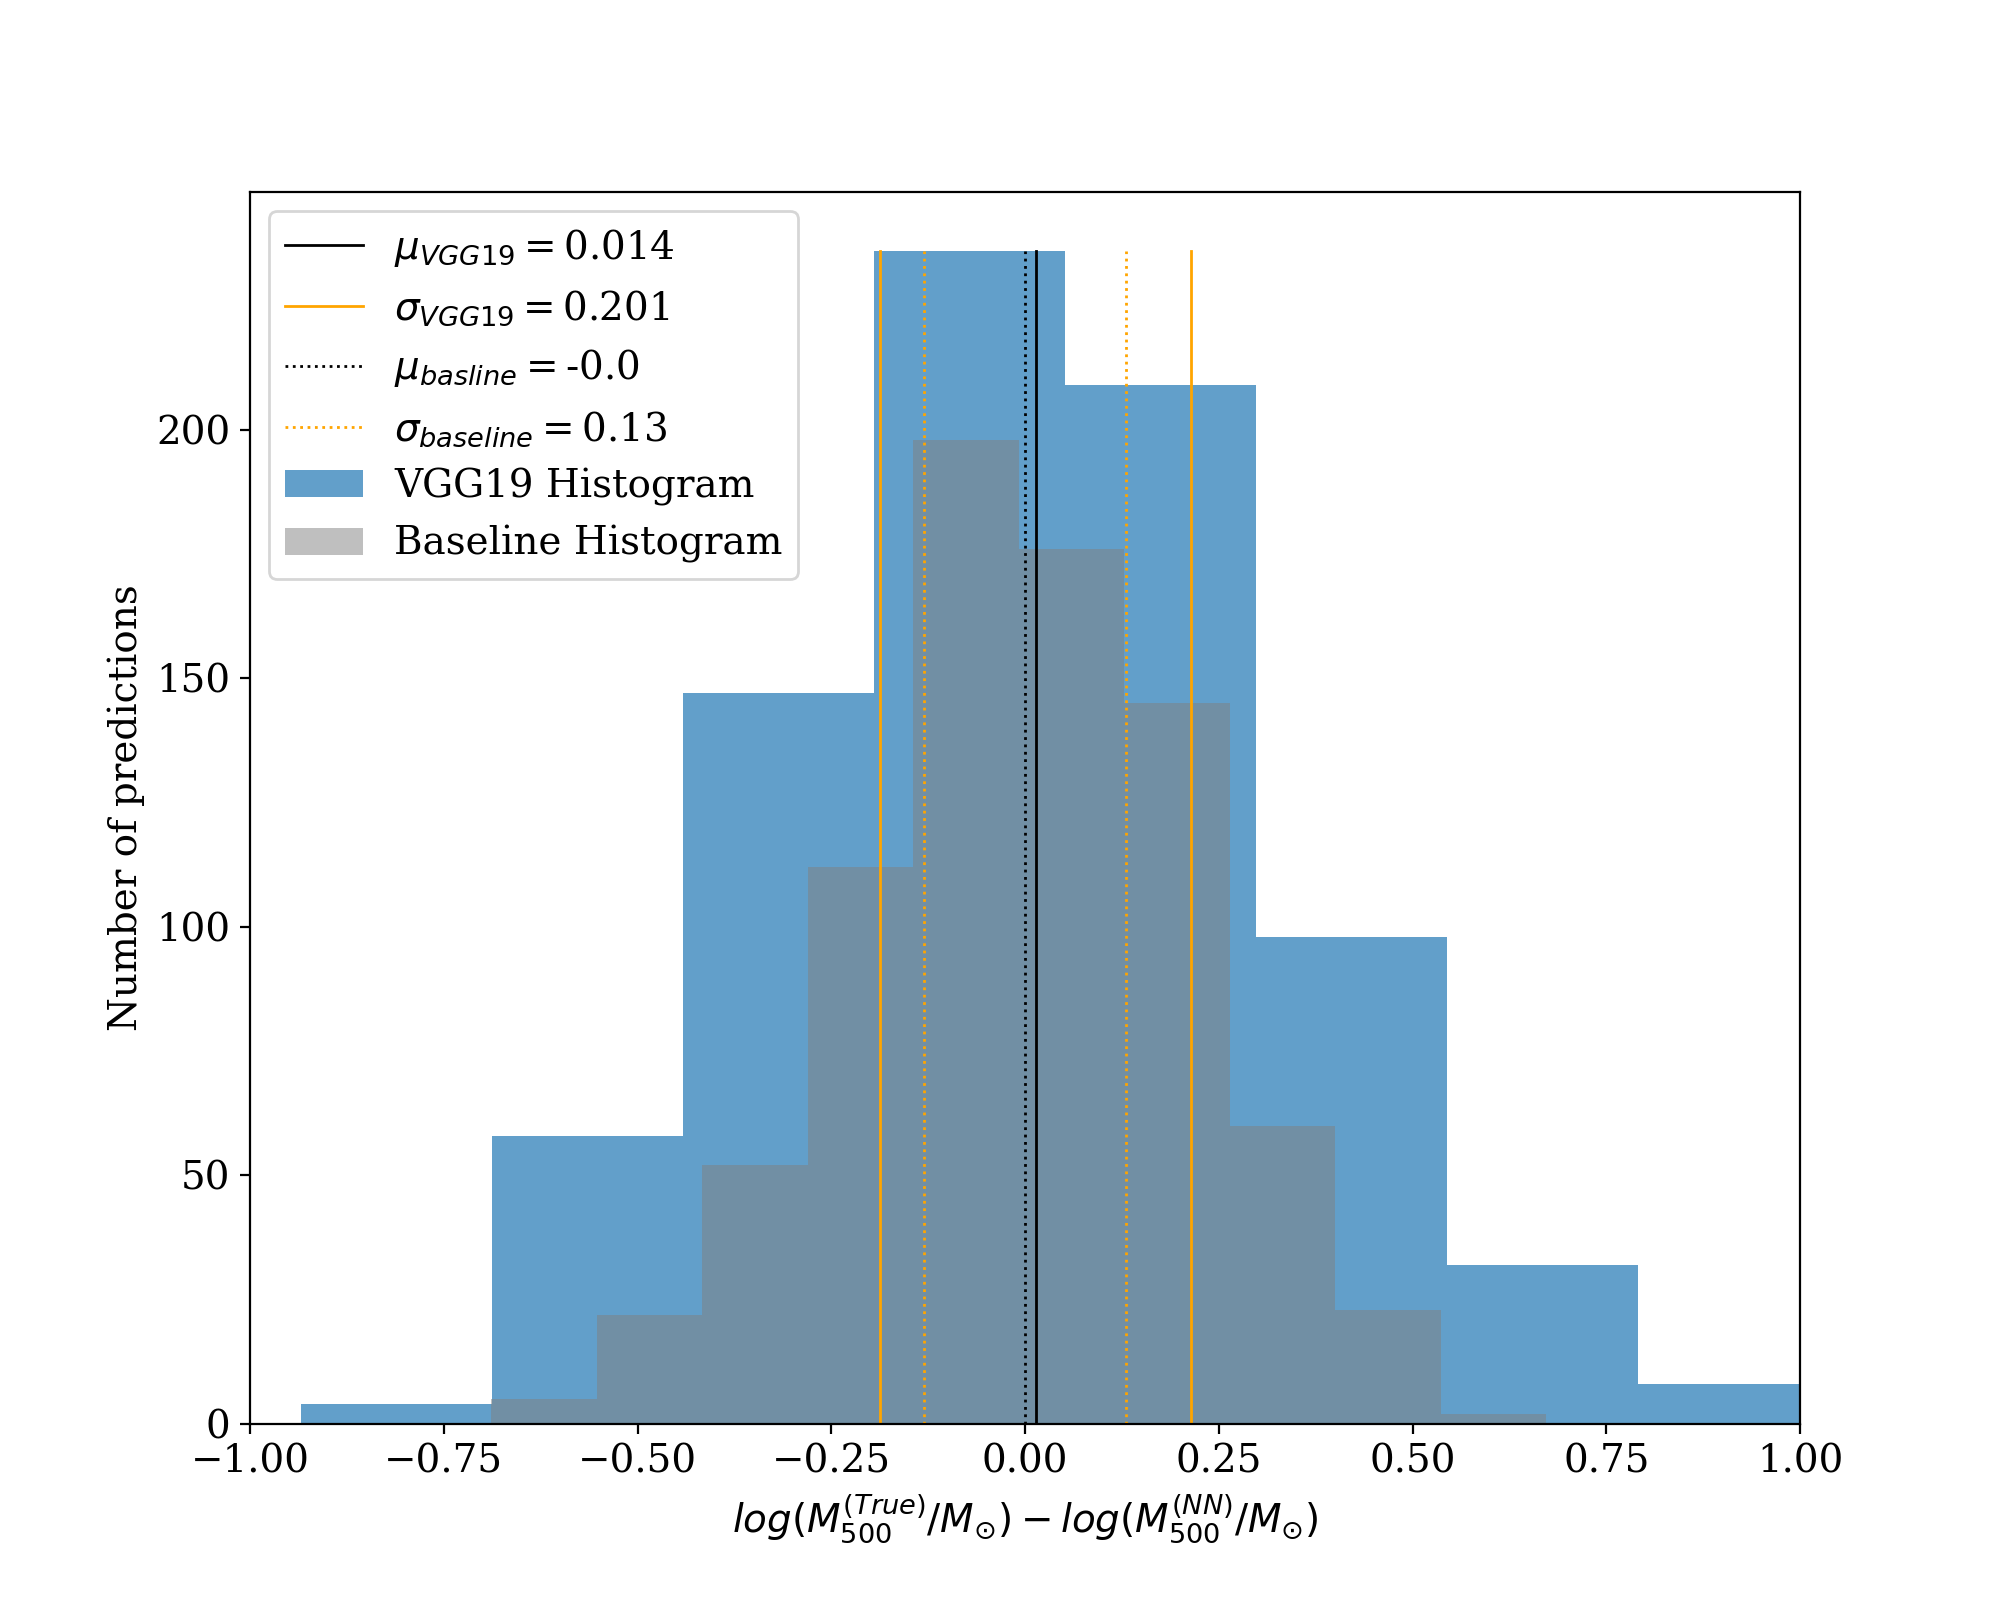 μ_VGG19 = 0.014
σ_VGG19 = 0.201
μ_basline = -0.0
σ_baseline = 0.13
VGG19 Histogram
Baseline Histogram
Number of predictions
200
150
100
50
0
−1.00 −0.75 −0.50 −0.25 0.00 0.25 0.50 0.75 1.00
log(M_500^(True)/M_⊙) − log(M_500^(NN)/M_⊙)